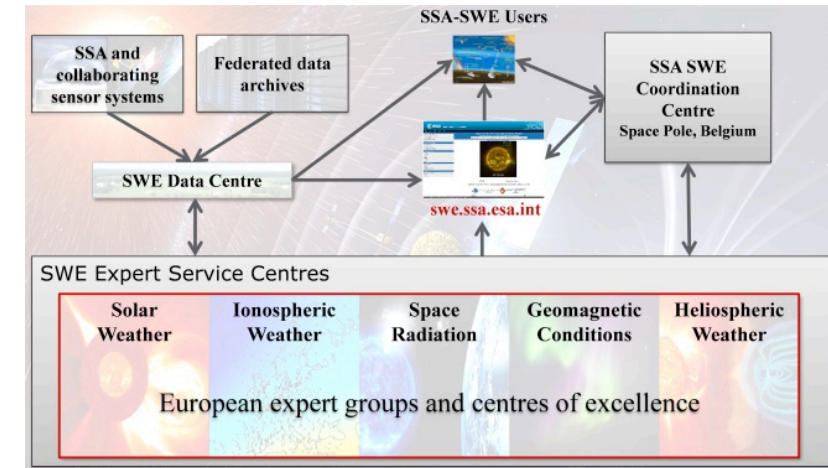 SSA-SWE Users
SSA and
collaborating
sensor systems
Federated data
archives
SSA SWE
Coordination
Centre
Space Pole, Belgium
SWE Data Centre
swe.ssa.esa.int
SWE Expert Service Centres
Solar
Weather
Ionospheric
Weather
Space
Radiation
Geomagnetic
Conditions
Heliospheric
Weather
European expert groups and centres of excellence